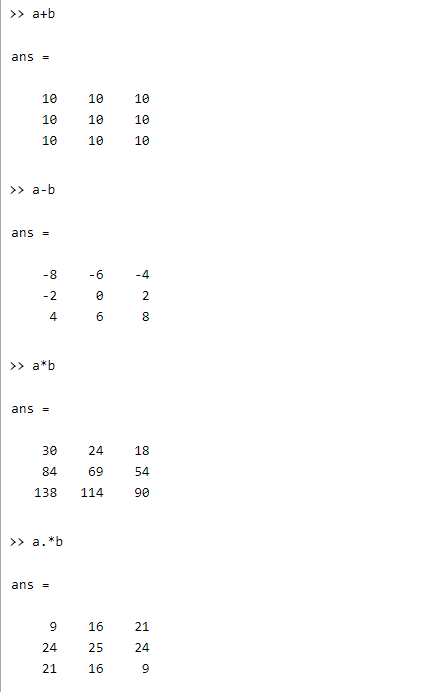 >> a+b
ans =
10 10 10
10 10 10
10 10 10
>> a-b
ans =
-8 -6 -4
-2 0 2
4 6 8
>> a*b
ans =
30 24 18
84 69 54
138 114 90
>> a.*b
ans =
9 16 21
24 25 24
21 16 9